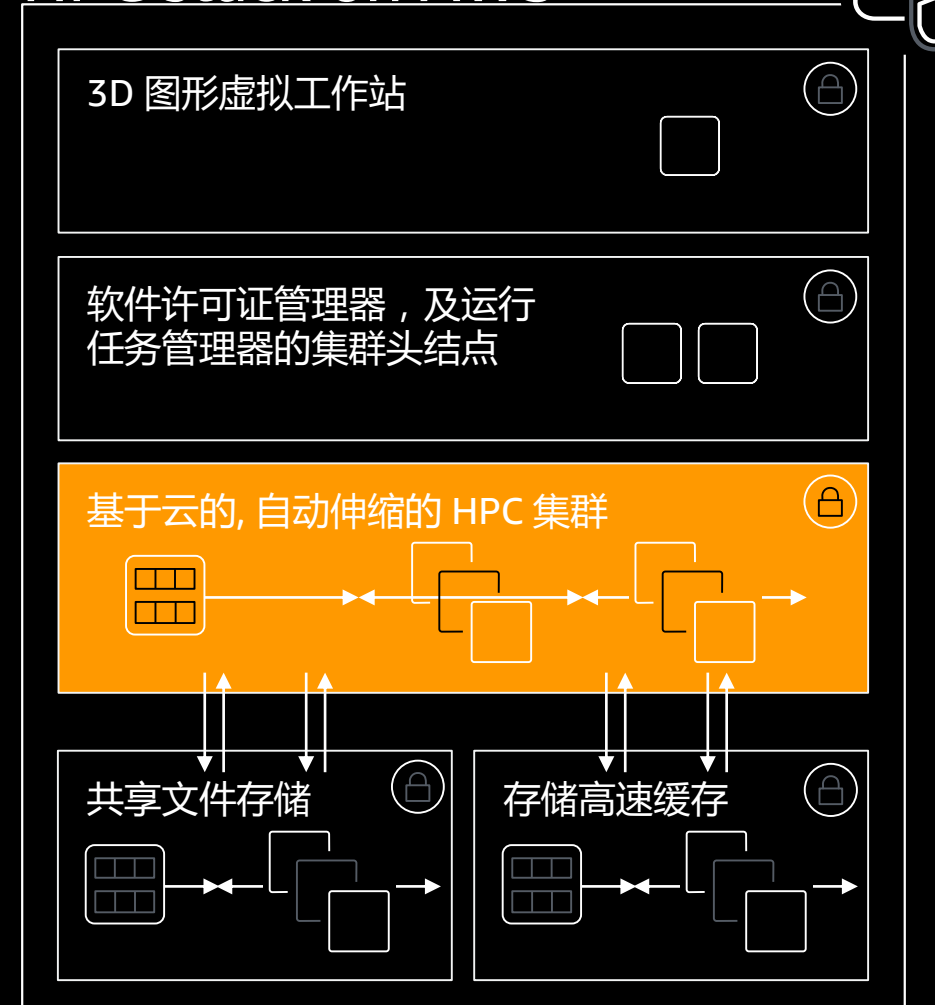 3D 图形虚拟工作站
软件许可证管理器，及运行
任务管理器的集群头结点
基于云的, 自动伸缩的 HPC 集群
共享文件存储
存储高速缓存